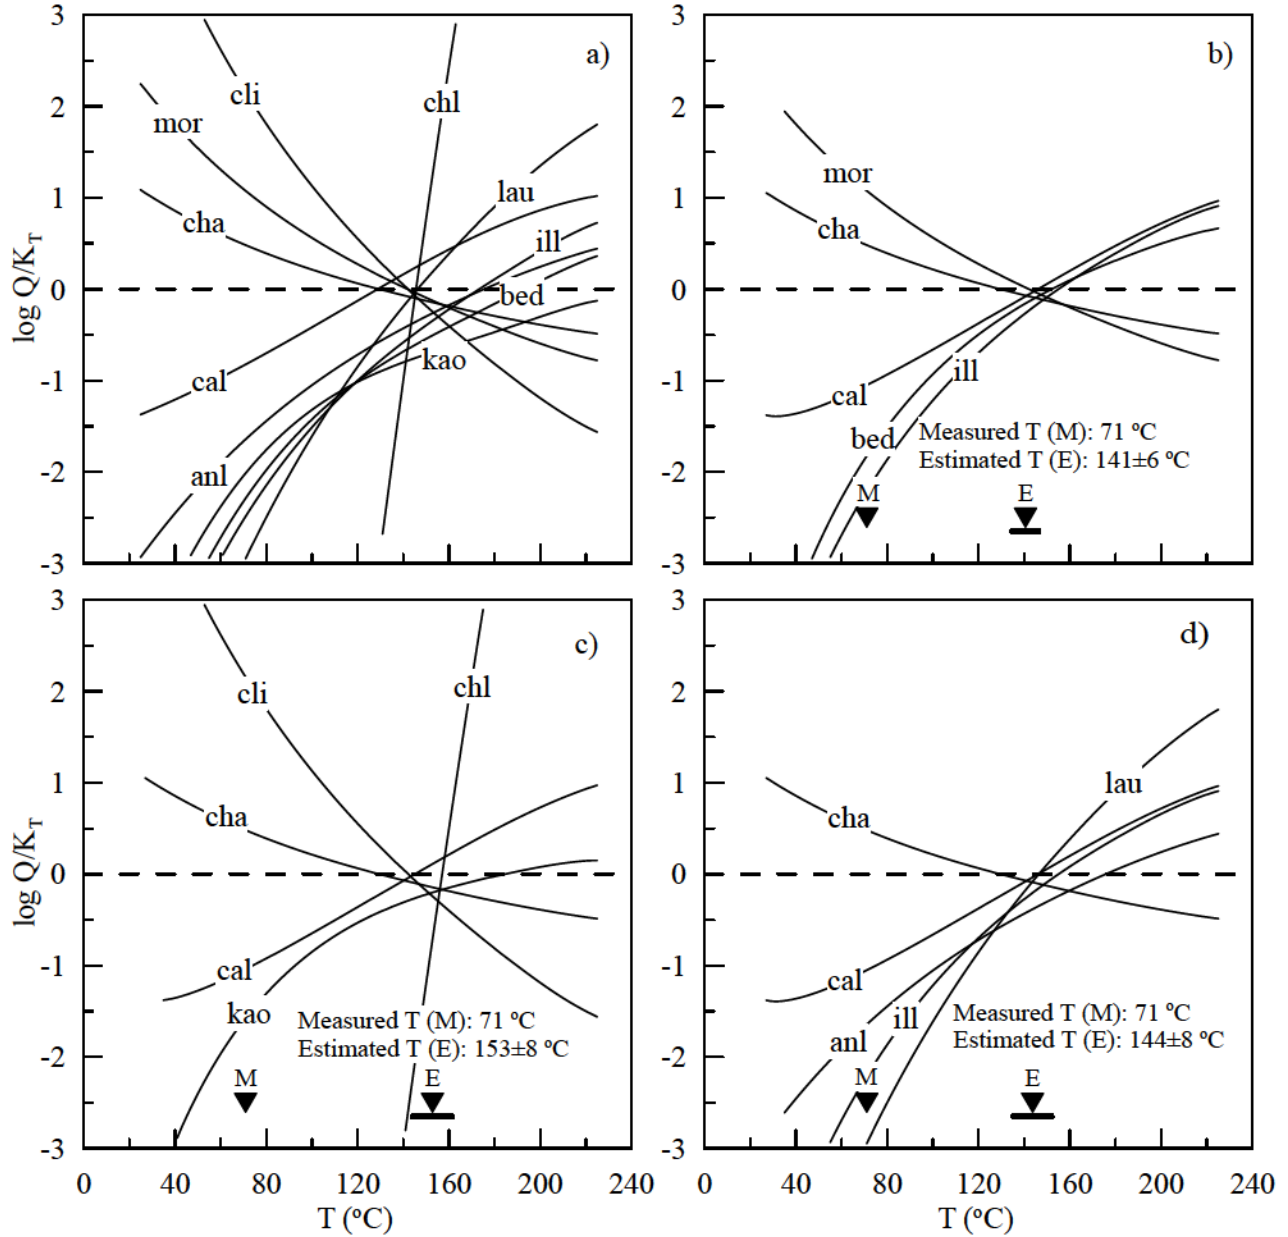 3
2
1
0
-1
-2
-3
log Q/K_T
a)
cli
mor
cha
chl
lau
ill
bed
kao
cal
anl
3
2
1
0
-1
-2
-3
b)
mor
cha
cal
ill
bed
Measured T (M): 71 ºC
Estimated T (E): 141±6 ºC
M
E
3
2
1
0
-1
-2
-3
log Q/K_T
c)
cli
chl
cha
cal
kao
Measured T (M): 71 ºC
Estimated T (E): 153±8 ºC
M
E
0
40
80
120
160
200
240
T (ºC)
3
2
1
0
-1
-2
-3
d)
lau
cha
cal
ill
anl
Measured T (M): 71 ºC
Estimated T (E): 144±8 ºC
M
E
0
40
80
120
160
200
240
T (ºC)